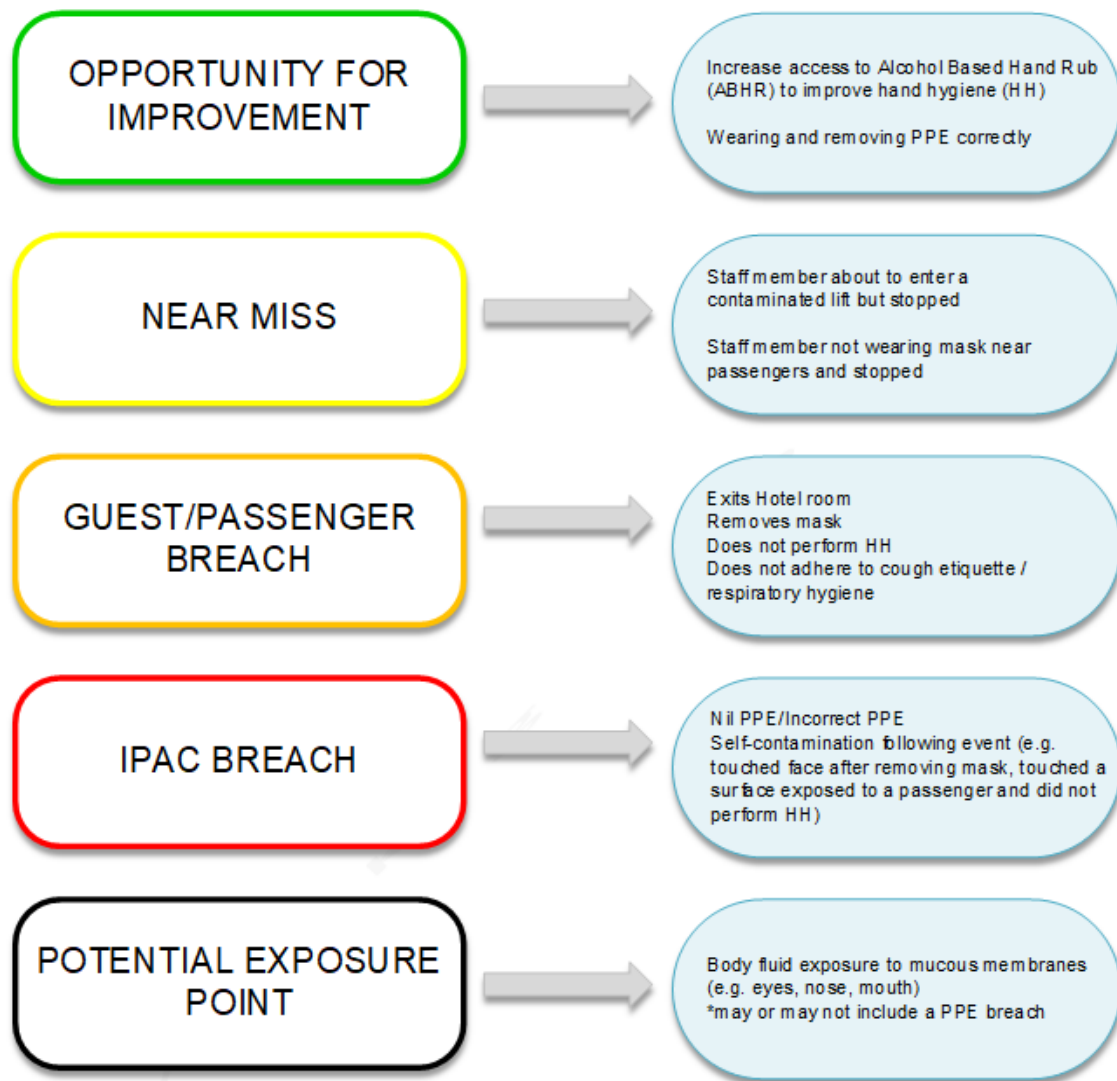 OPPORTUNITY FOR
IMPROVEMENT
Increase access to Alcohol Based Hand Rub
(ABHR) to improve hand hygiene (HH)
Wearing and removing PPE correctly
NEAR MISS
Staff member about to enter a
contaminated lift but stopped
Staff member not wearing mask near
passengers and stopped
GUEST/PASSENGER
BREACH
Exits Hotel room
Removes mask
Does not perform HH
Does not adhere to cough etiquette /
respiratory hygiene
IPAC BREACH
Nil PPE/Incorrect PPE
Self-contamination following event (e.g.
touched face after removing mask, touched a
surface exposed to a passenger and did not
perform HH)
POTENTIAL EXPOSURE
POINT
Body fluid exposure to mucous membranes
(e.g. eyes, nose, mouth)
*may or may not include a PPE breach